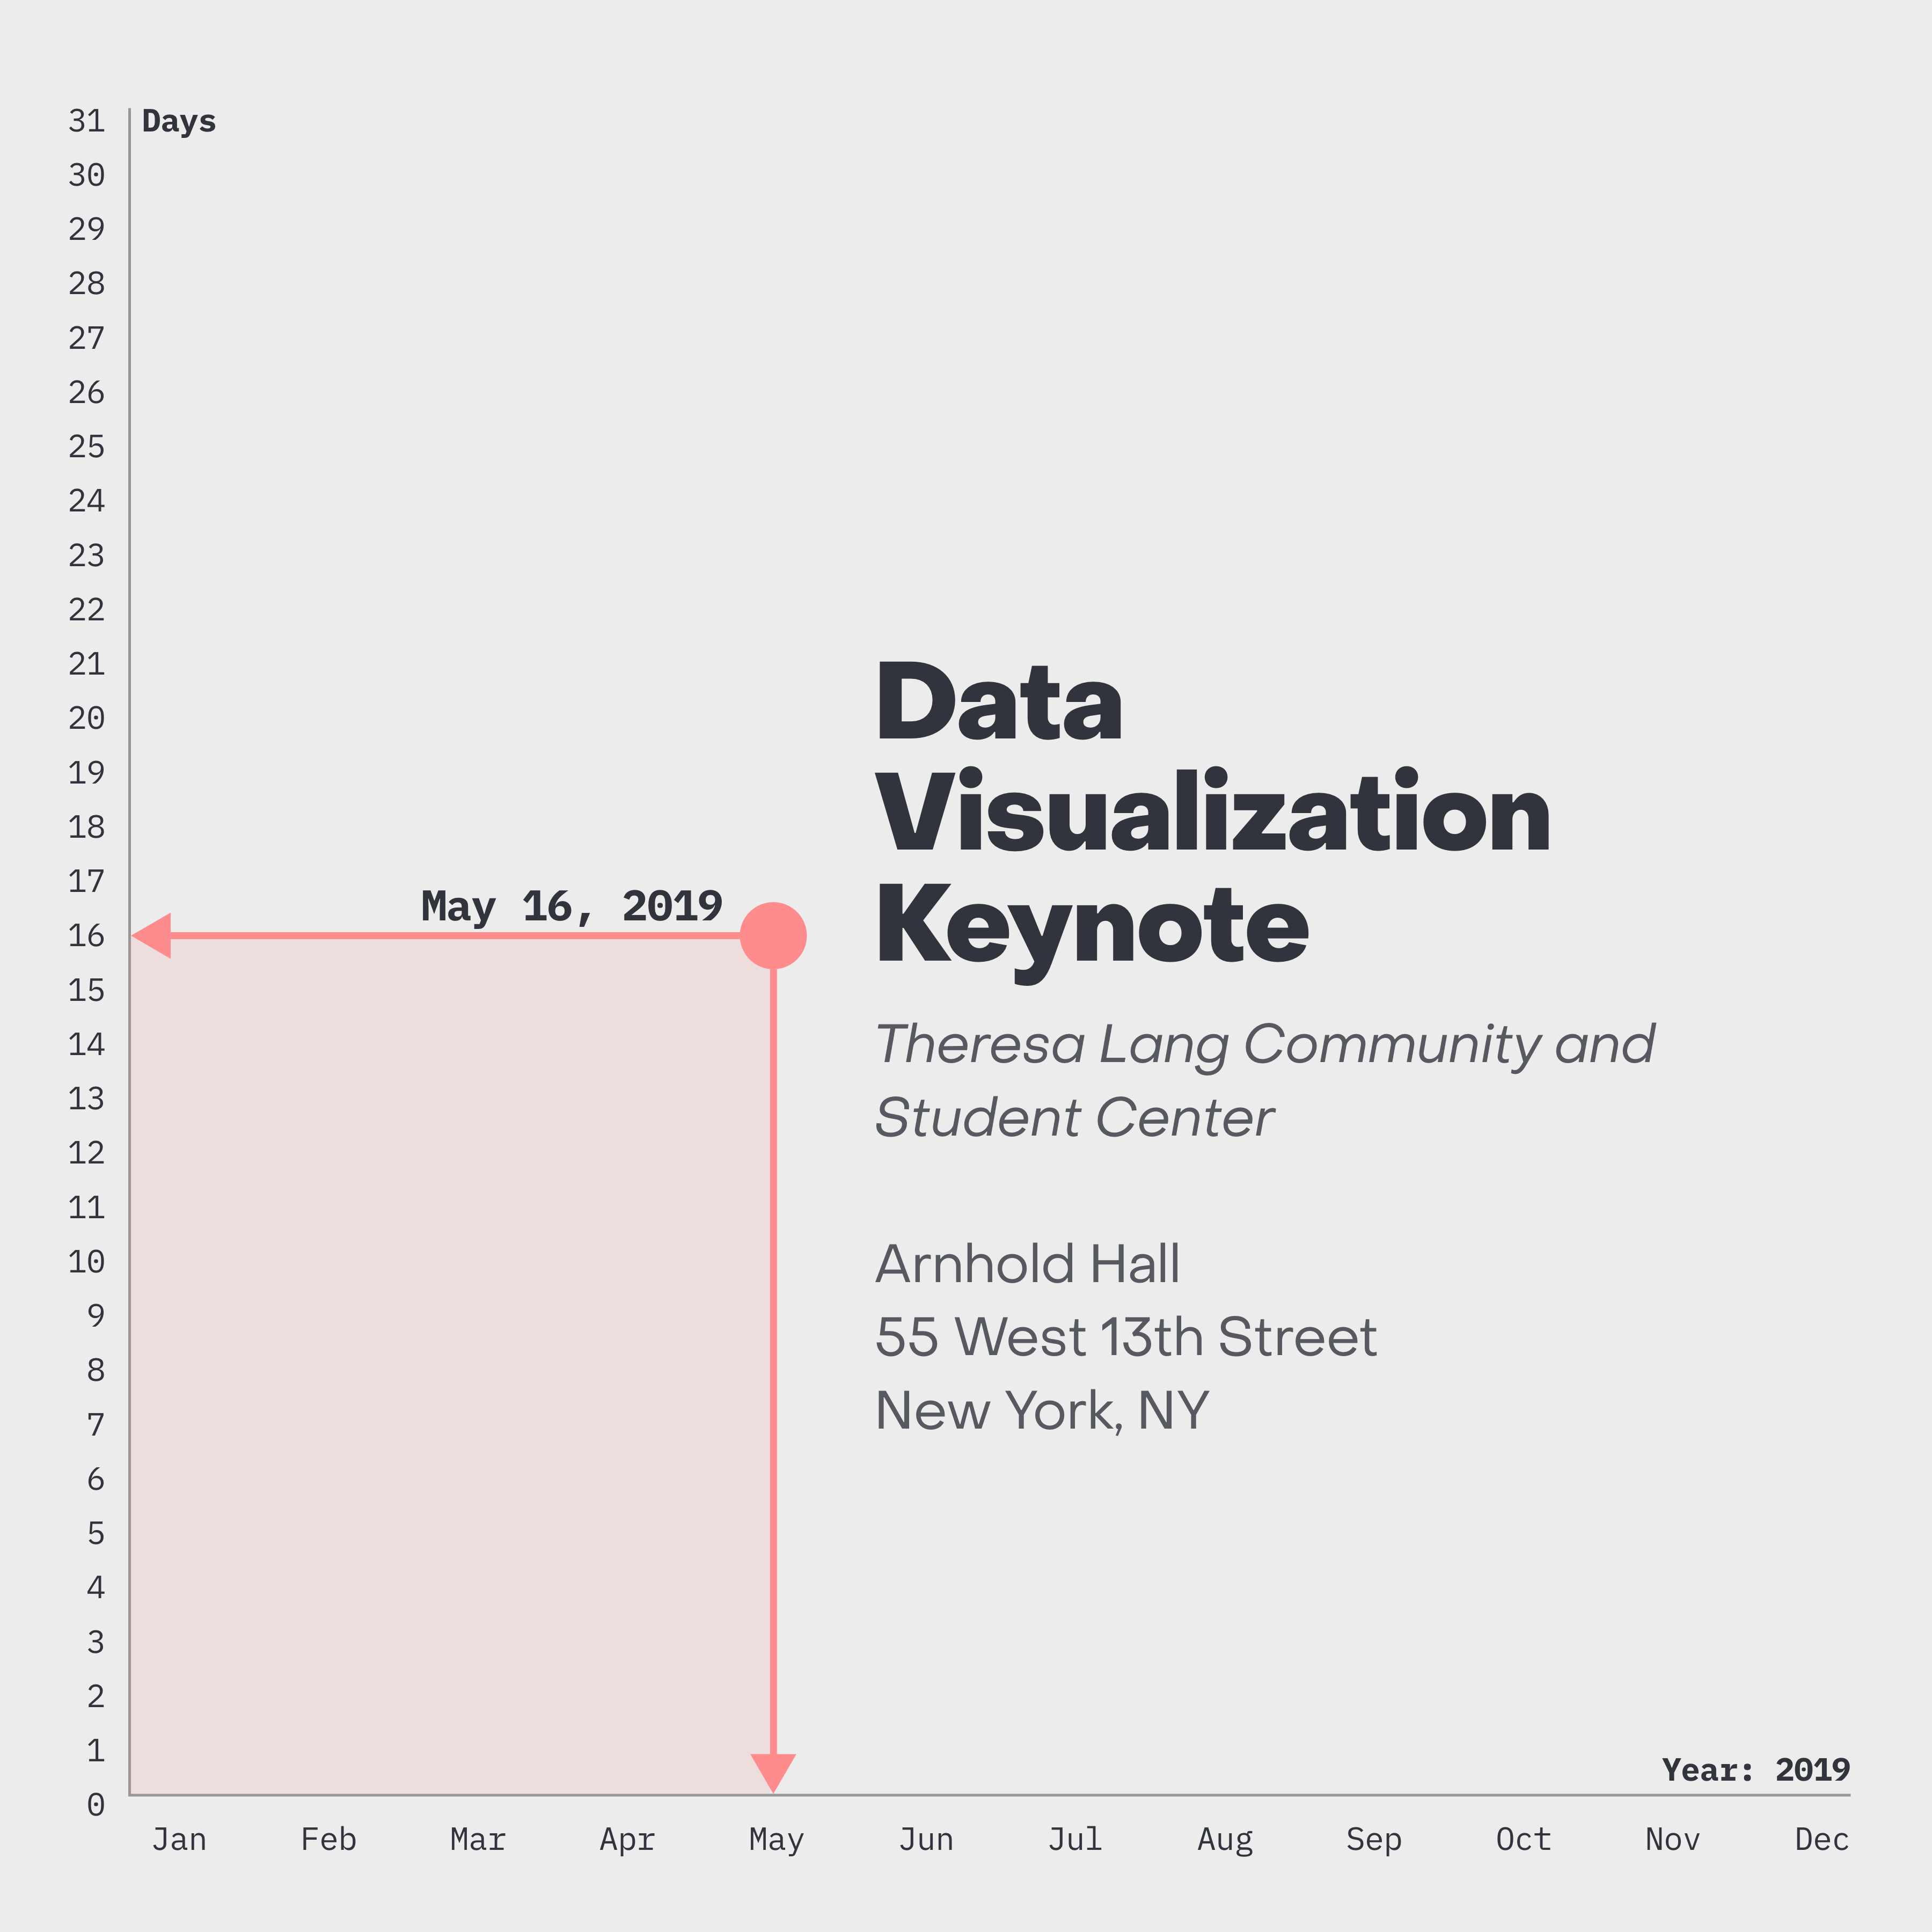 31 Days
30
29
28
27
26
25
24
23
22
21
20
19
18
17
16
15
14
13
12
11
10
9
8
7
6
5
4
3
2
1
0
May 16, 2019
Data
Visualization
Keynote
Theresa Lang Community and
Student Center
Arnhold Hall
55 West 13th Street
New York, NY
Year: 2019
Jan Feb Mar Apr May Jun Jul Aug Sep Oct Nov Dec